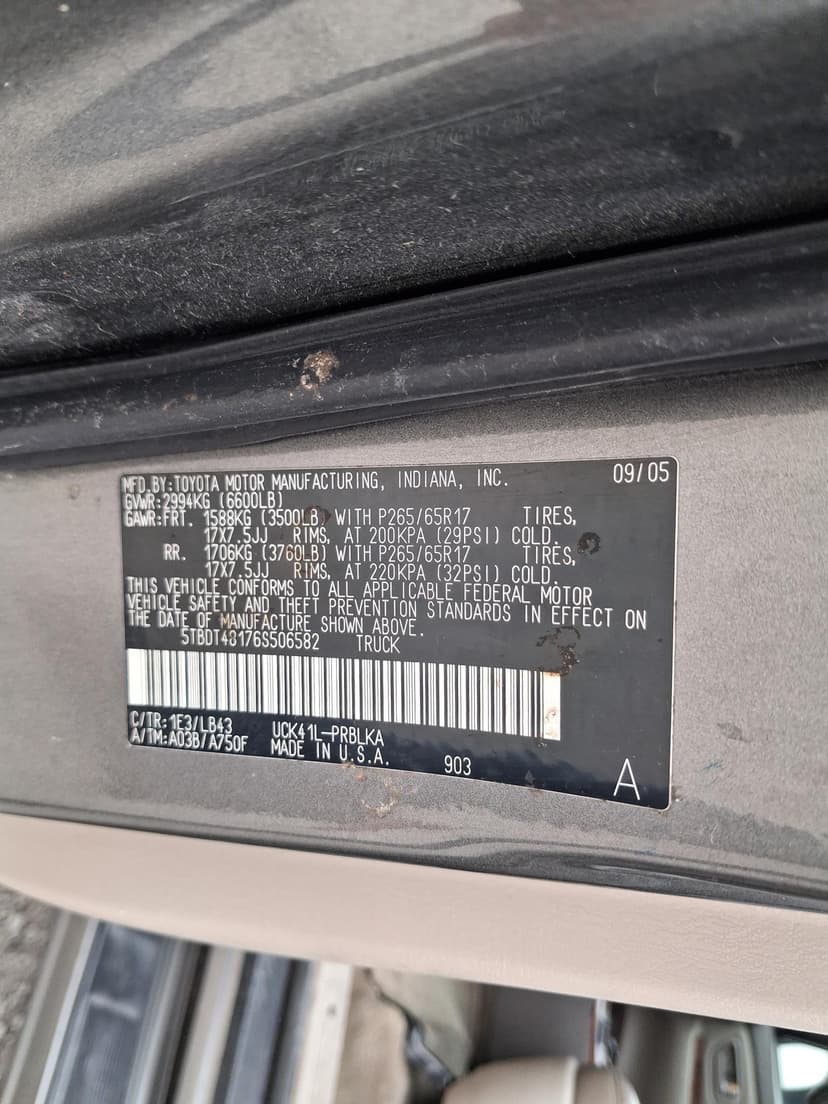 MFD.BY:TOYOTA MOTOR MANUFACTURING, INDIANA, INC. 09/05
GVWR:2994KG (6600LB)
GAWR:FRT. 1588KG (3500LB) WITH P265/65R17 TIRES,
17X7.5JJ RIMS, AT 200KPA (29PSI) COLD.
RR. 1706KG (3760LB) WITH P265/65R17 TIRES,
17X7.5JJ RIMS, AT 220KPA (32PSI) COLD.
THIS VEHICLE CONFORMS TO ALL APPLICABLE FEDERAL MOTOR
VEHICLE SAFETY AND THEFT PREVENTION STANDARDS IN EFFECT ON
THE DATE OF MANUFACTURE SHOWN ABOVE.
5TBDT48176S506582 TRUCK
C/TR:1E3/LB43 UCK41L-PRBLKA
A/TM:A03B/A750F MADE IN U.S.A. 903 A